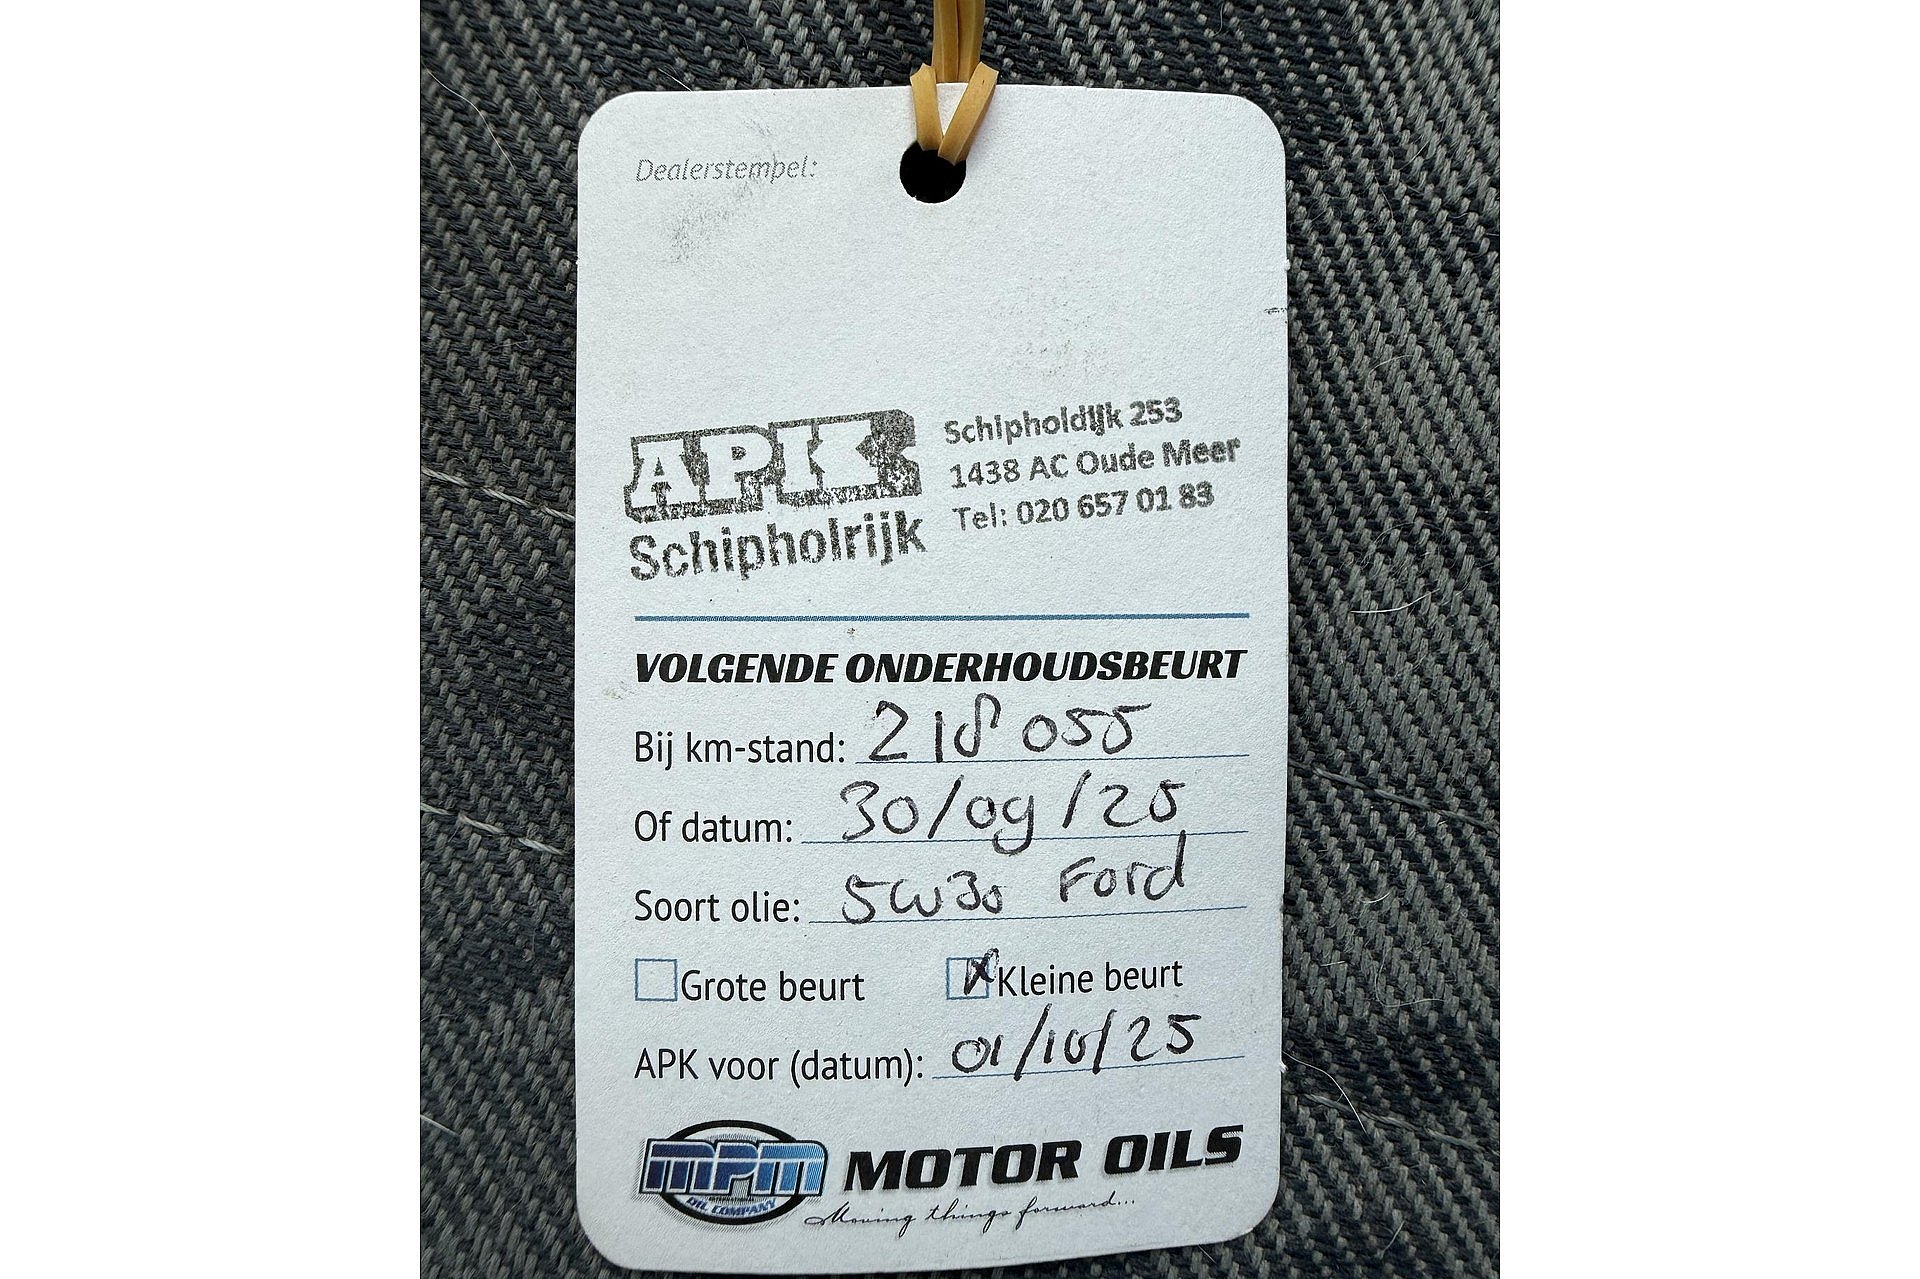 Dealerstempel:
APK
Schipholrijk
Schipholdijk 253
1438 AC Oude Meer
Tel: 020 657 01 83
VOLGENDE ONDERHOUDSBEURT
Bij km-stand: 218 055
Of datum: 30/09/25
Soort olie: 5W30 Ford
Grote beurt
x Kleine beurt
APK voor (datum): 01/10/25
MPM MOTOR OILS
OIL COMPANY
Moving things forward...